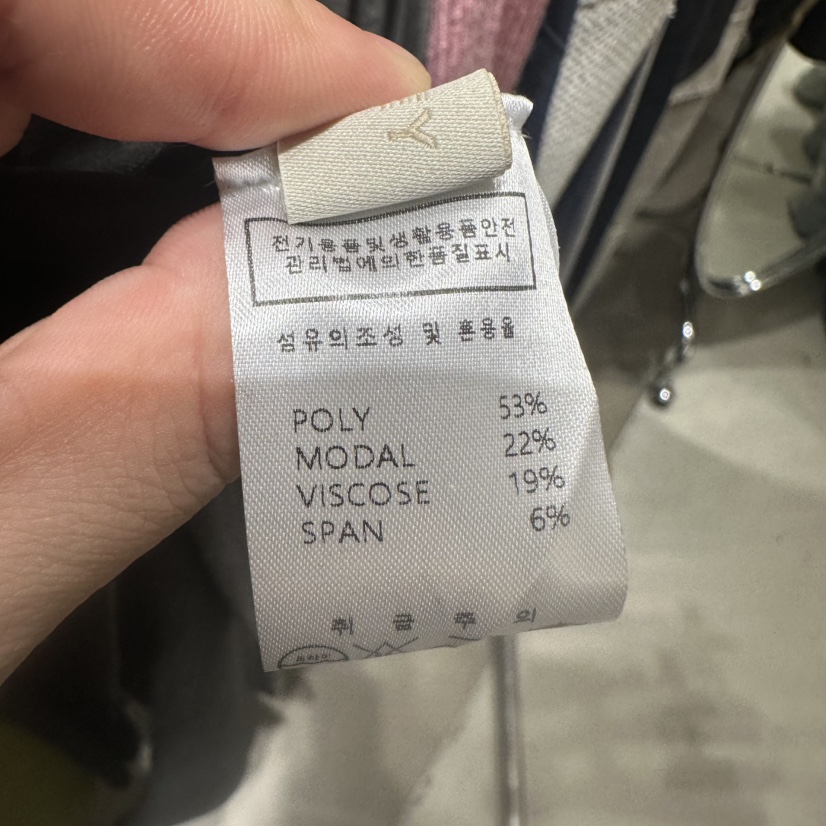 전기용품및생활용품안전
관리법에의한품질표시
섬유의조성 및 혼용율
POLY 53%
MODAL 22%
VISCOSE 19%
SPAN 6%
취 급 주 의